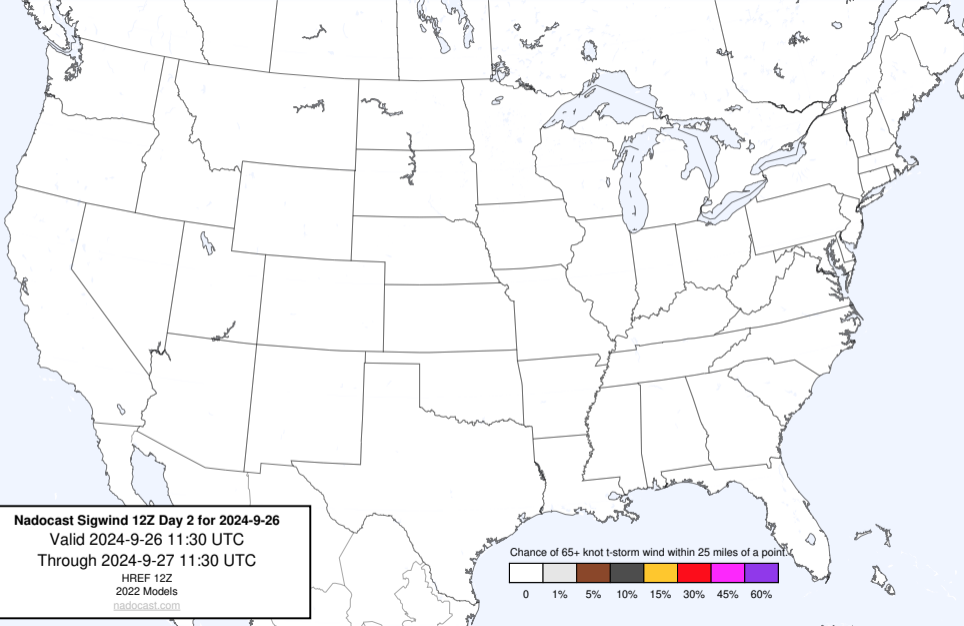 Nadocast Sigwind 12Z Day 2 for 2024-9-26
Valid 2024-9-26 11:30 UTC
Through 2024-9-27 11:30 UTC
HREF 12Z
2022 Models
nadocast.com
Chance of 65+ knot t-storm wind within 25 miles of a point.
0 1% 5% 10% 15% 30% 45% 60%